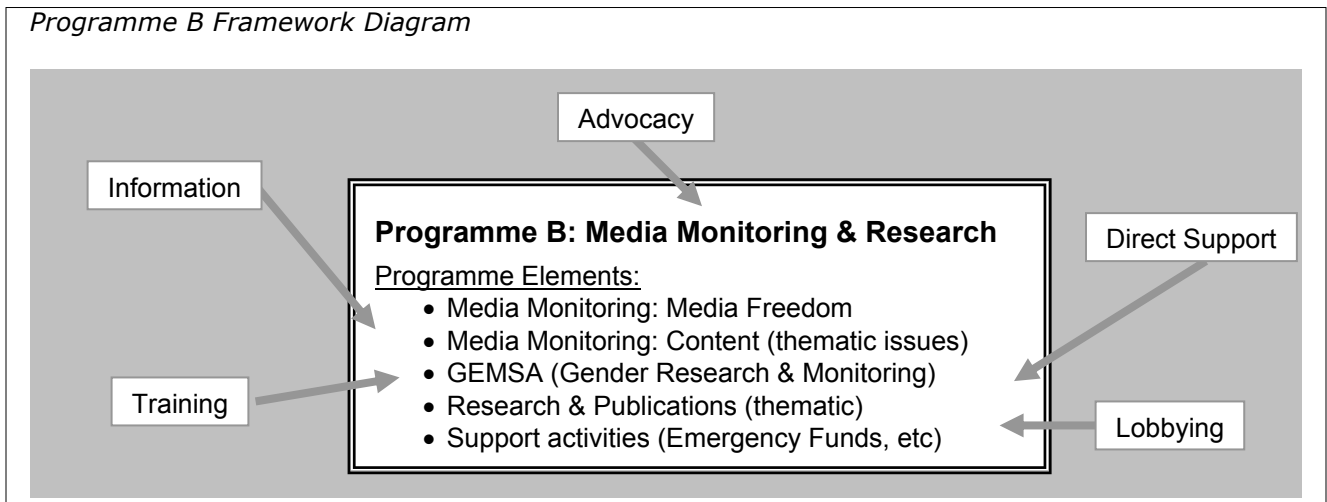 Programme B Framework Diagram
Advocacy
Information
Programme B: Media Monitoring & Research
Direct Support
Programme Elements:
• Media Monitoring: Media Freedom
• Media Monitoring: Content (thematic issues)
• GEMSA (Gender Research & Monitoring)
Training
• Research & Publications (thematic)
Lobbying
• Support activities (Emergency Funds, etc)